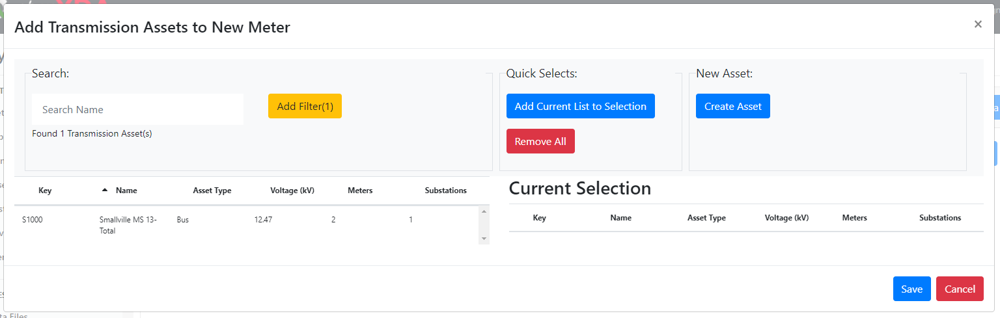 Add Transmission Assets to New Meter
×
Search:
Quick Selects:
New Asset:
Search Name
Add Filter(1)
Add Current List to Selection
Create Asset
Found 1 Transmission Asset(s)
Remove All
Key Name Asset Type Voltage (kV) Meters Substations
S1000 Smallville MS 13-Total Bus 12.47 2 1
Current Selection
Key Name Asset Type Voltage (kV) Meters Substations
Save
Cancel
ta Files